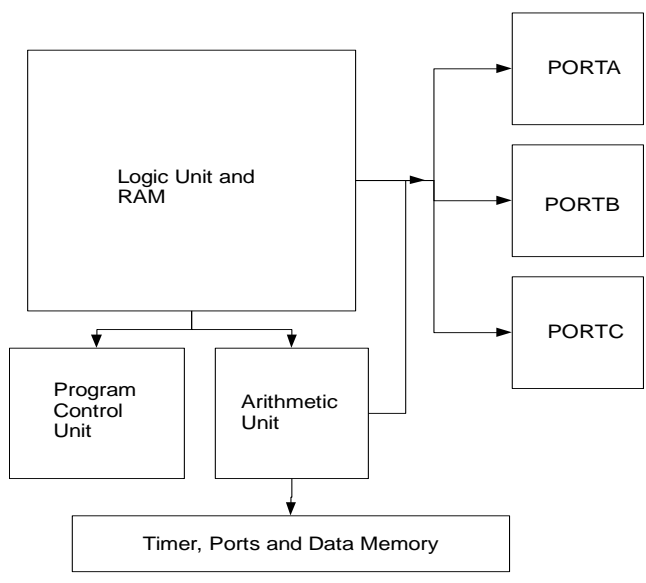 PORTA
Logic Unit and
RAM
PORTB
PORTC
Program
Control
Unit
Arithmetic
Unit
Timer, Ports and Data Memory